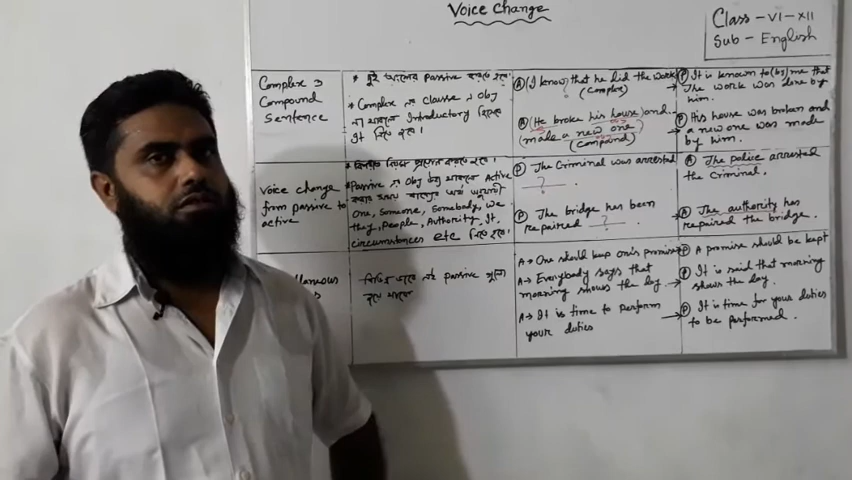 Voice Change
Class - VI - XII
Sub - English
Complex ও
Compound
Sentence
* দুই অংশের Passive করতে হবে।
* Complex এর Clause এ Obj
না থাকলে Introductory হিসেবে
It নিতে হবে।
Ⓐ (I know) that he did the work
(complex)
Ⓐ (He broke his house) and
(made a new one)
(compound)
→ Ⓟ It is known to (by) me that
the work was done by
him.
→ Ⓟ His house was broken and
a new one was made
by him.
Voice change
from passive to
active
Passive এ Obj
One, Someone, Somebody, We
they, People, Authority, It,
circumstances etc নিতে হবে।
Ⓟ The Criminal was arrested
?
Ⓟ The bridge has been
repaired ?
Ⓐ The police arrested
the criminal.
Ⓐ The authority has
repaired the bridge.
llaneous
passive
A → One should keep one's promise
A → Everybody says that
morning shows the day.
A → It is time to perform
your duties
Ⓟ A promise should be kept
Ⓟ It is said that morning
shows the day.
→ Ⓟ It is time for your duties
to be performed.